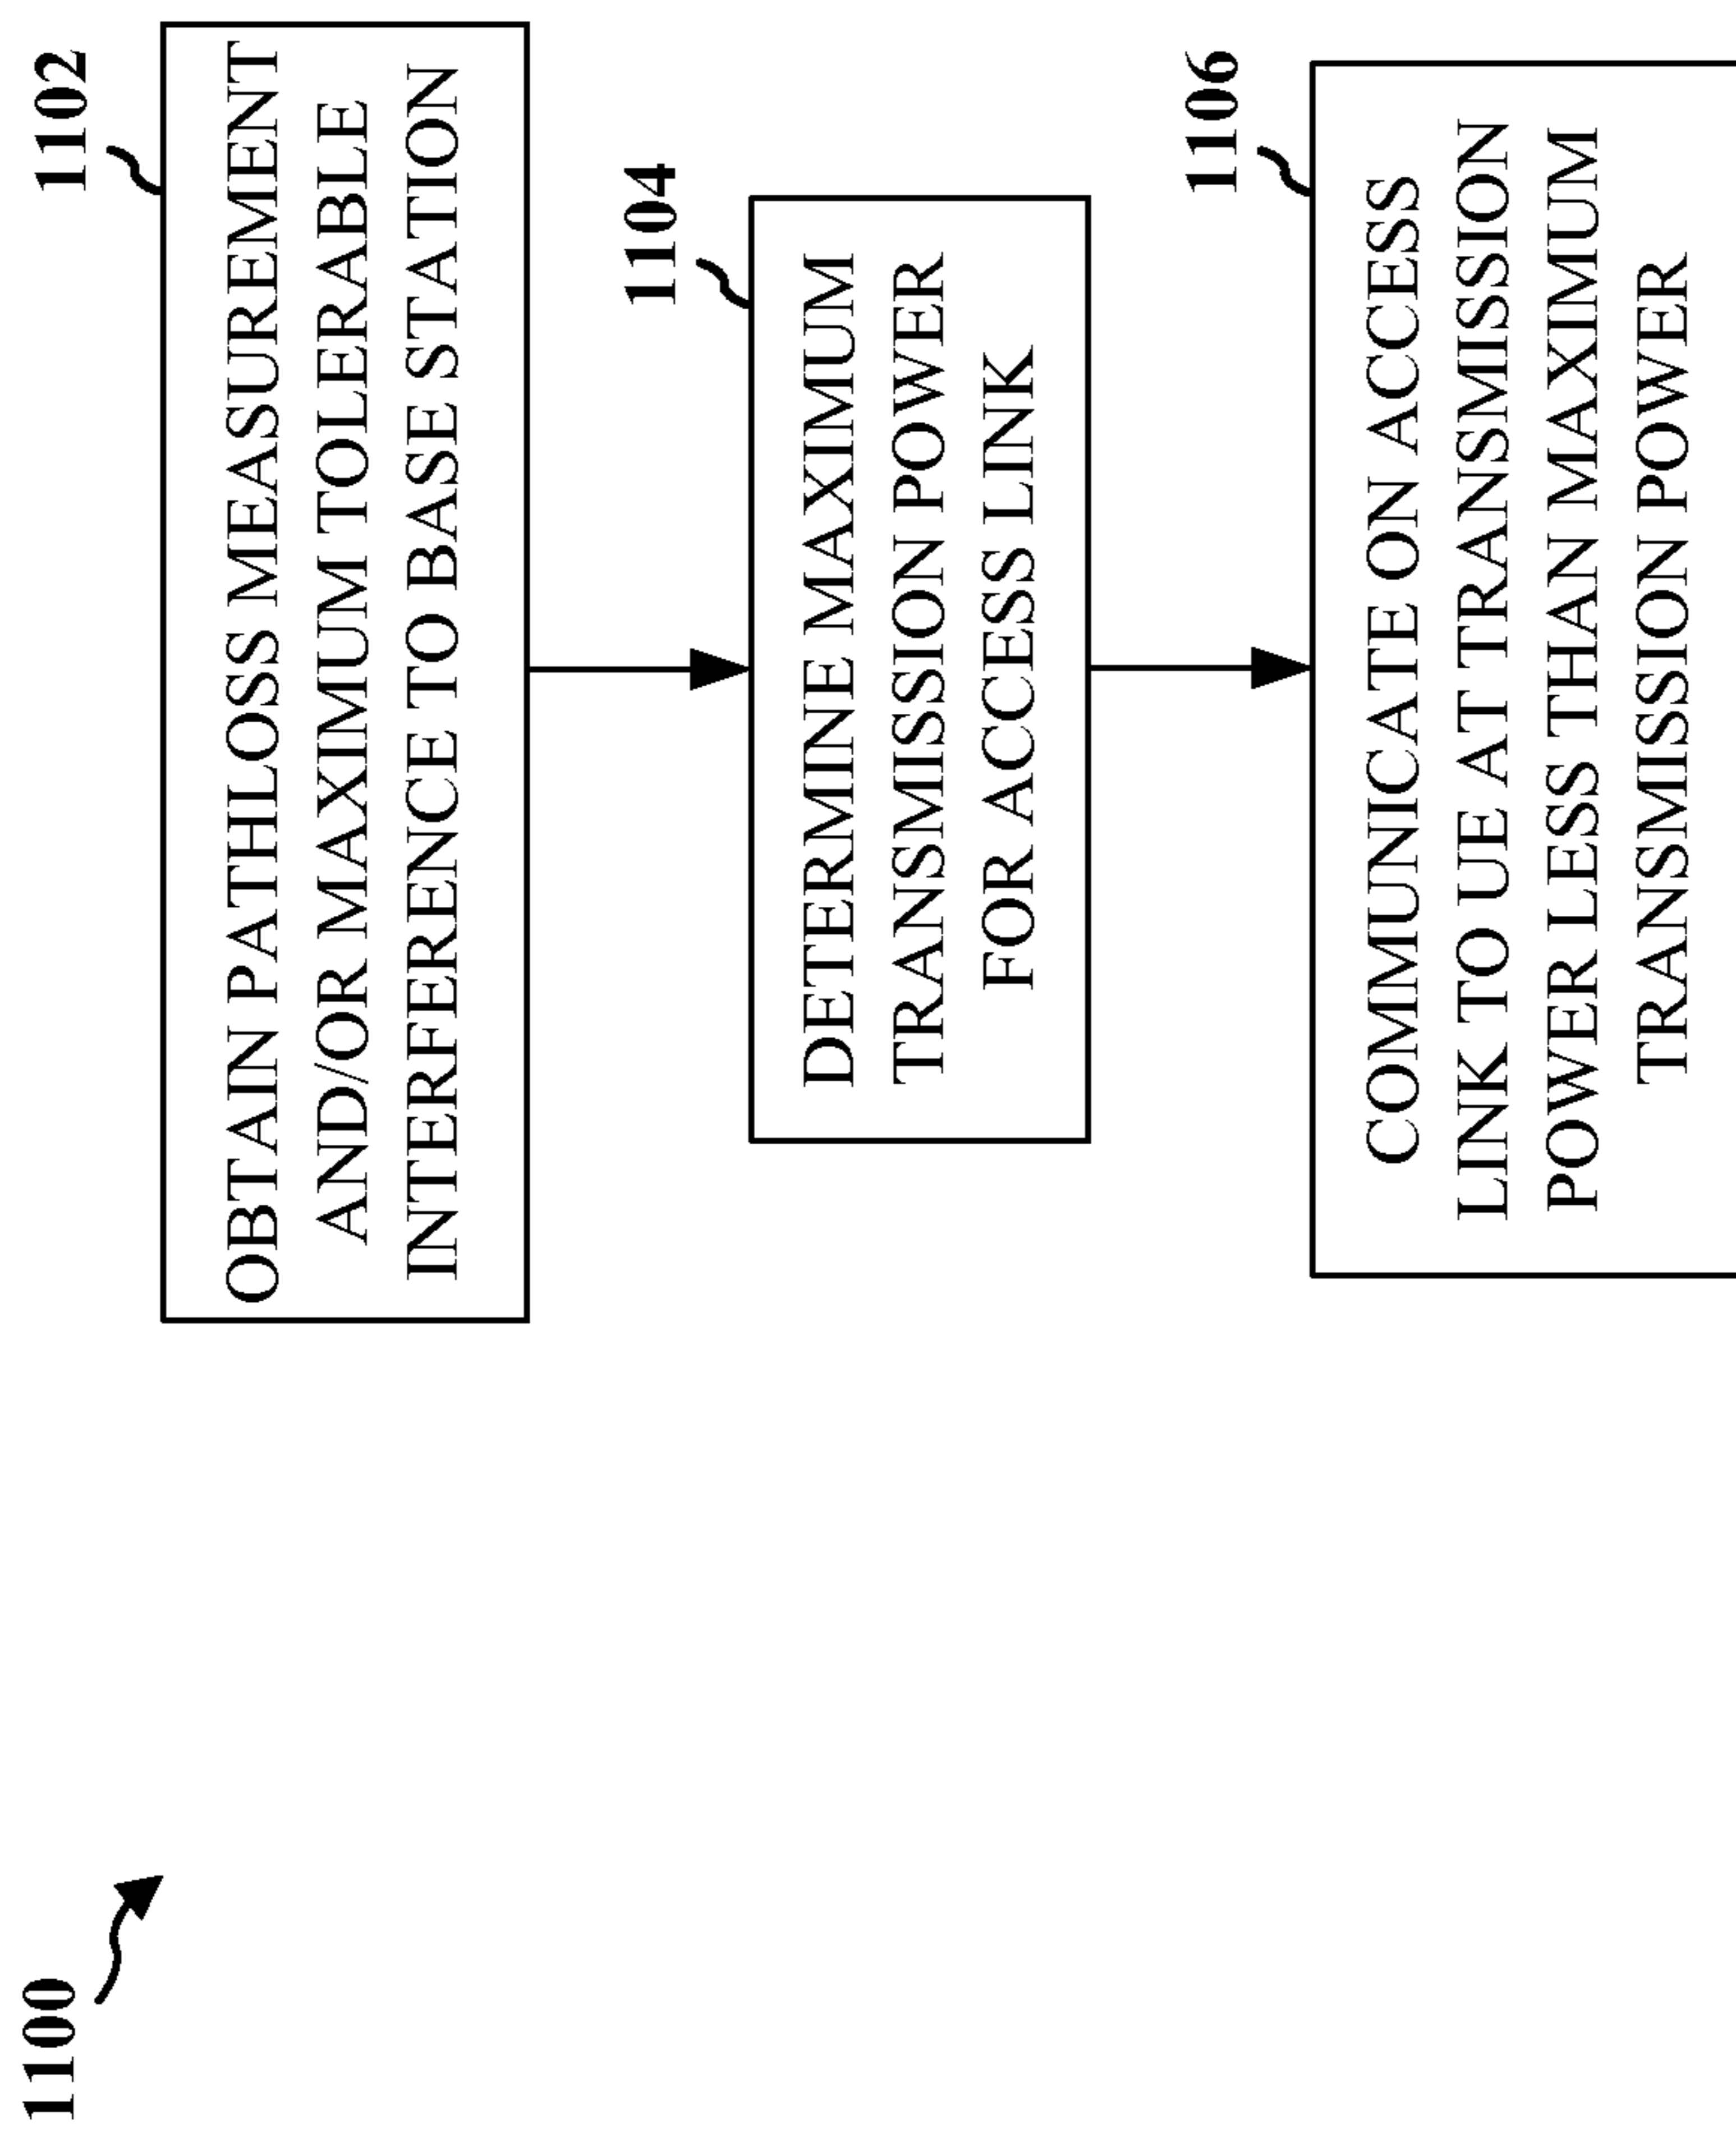 1100
1102
OBTAIN PATHLOSS MEASUREMENT
AND/OR MAXIMUM TOLERABLE
INTERFERENCE TO BASE STATION
1104
DETERMINE MAXIMUM
TRANSMISSION POWER
FOR ACCESS LINK
1106
COMMUNICATE ON ACCESS
LINK TO UE AT TRANSMISSION
POWER LESS THAN MAXIMUM
TRANSMISSION POWER